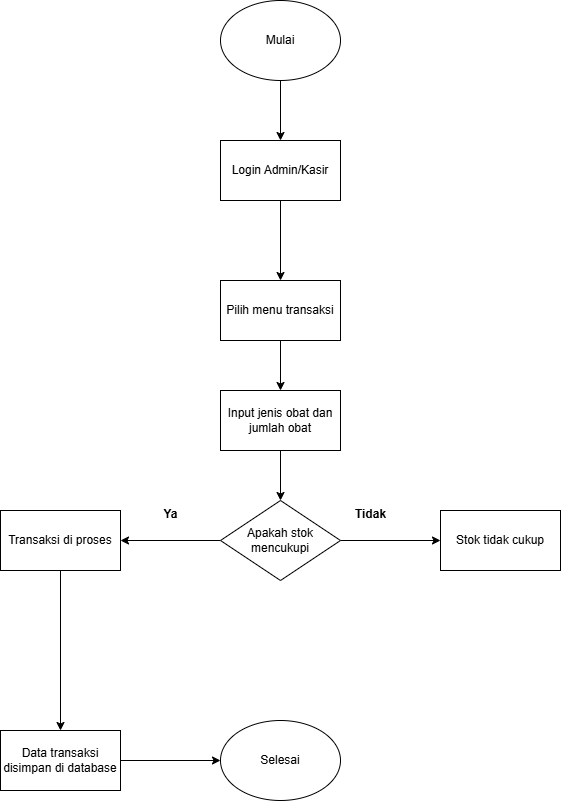 Mulai
Login Admin/Kasir
Pilih menu transaksi
Input jenis obat dan
jumlah obat
Ya
Tidak
Transaksi di proses
Apakah stok
mencukupi
Stok tidak cukup
Data transaksi
disimpan di database
Selesai